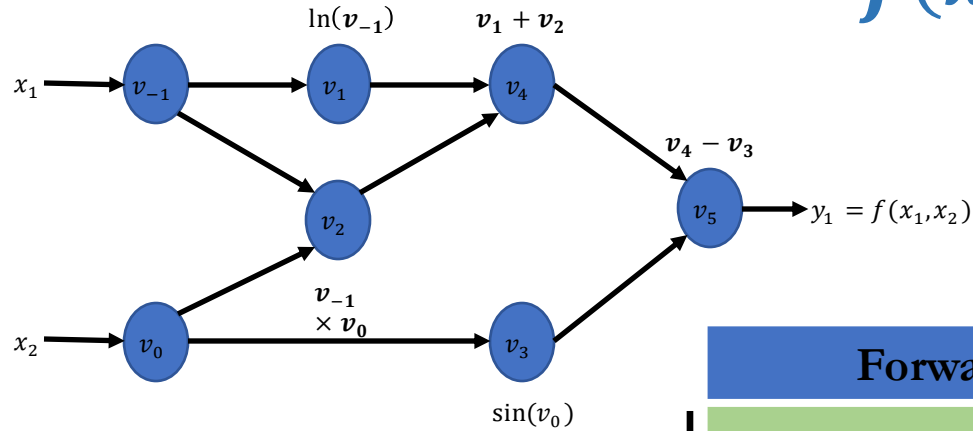 f(
ln(v₋₁)
v₁ + v₂
x₁
v₋₁
v₁
v₄
v₄ − v₃
v₂
v₅
y₁ = f(x₁,x₂)
v₋₁
× v₀
x₂
v₀
v₃
sin(v₀)
Forwa